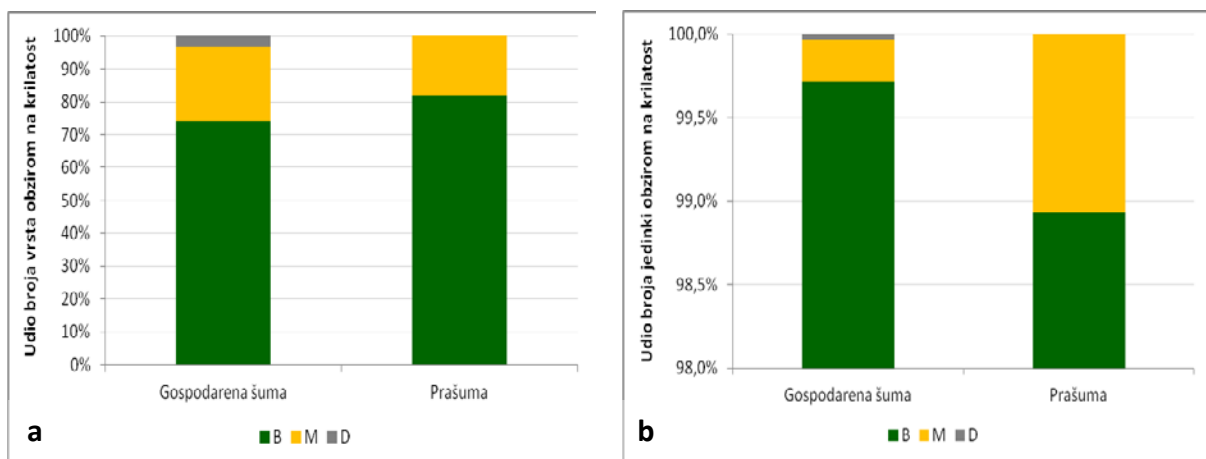 Udio broja vrsta obzirom na krilatost
100%
90%
80%
70%
60%
50%
40%
30%
20%
10%
0%
Gospodarena šuma Prašuma
B M D
a
Udio broja jedinki obzirom na krilatost
100,0%
99,5%
99,0%
98,5%
98,0%
Gospodarena šuma Prašuma
B M D
b